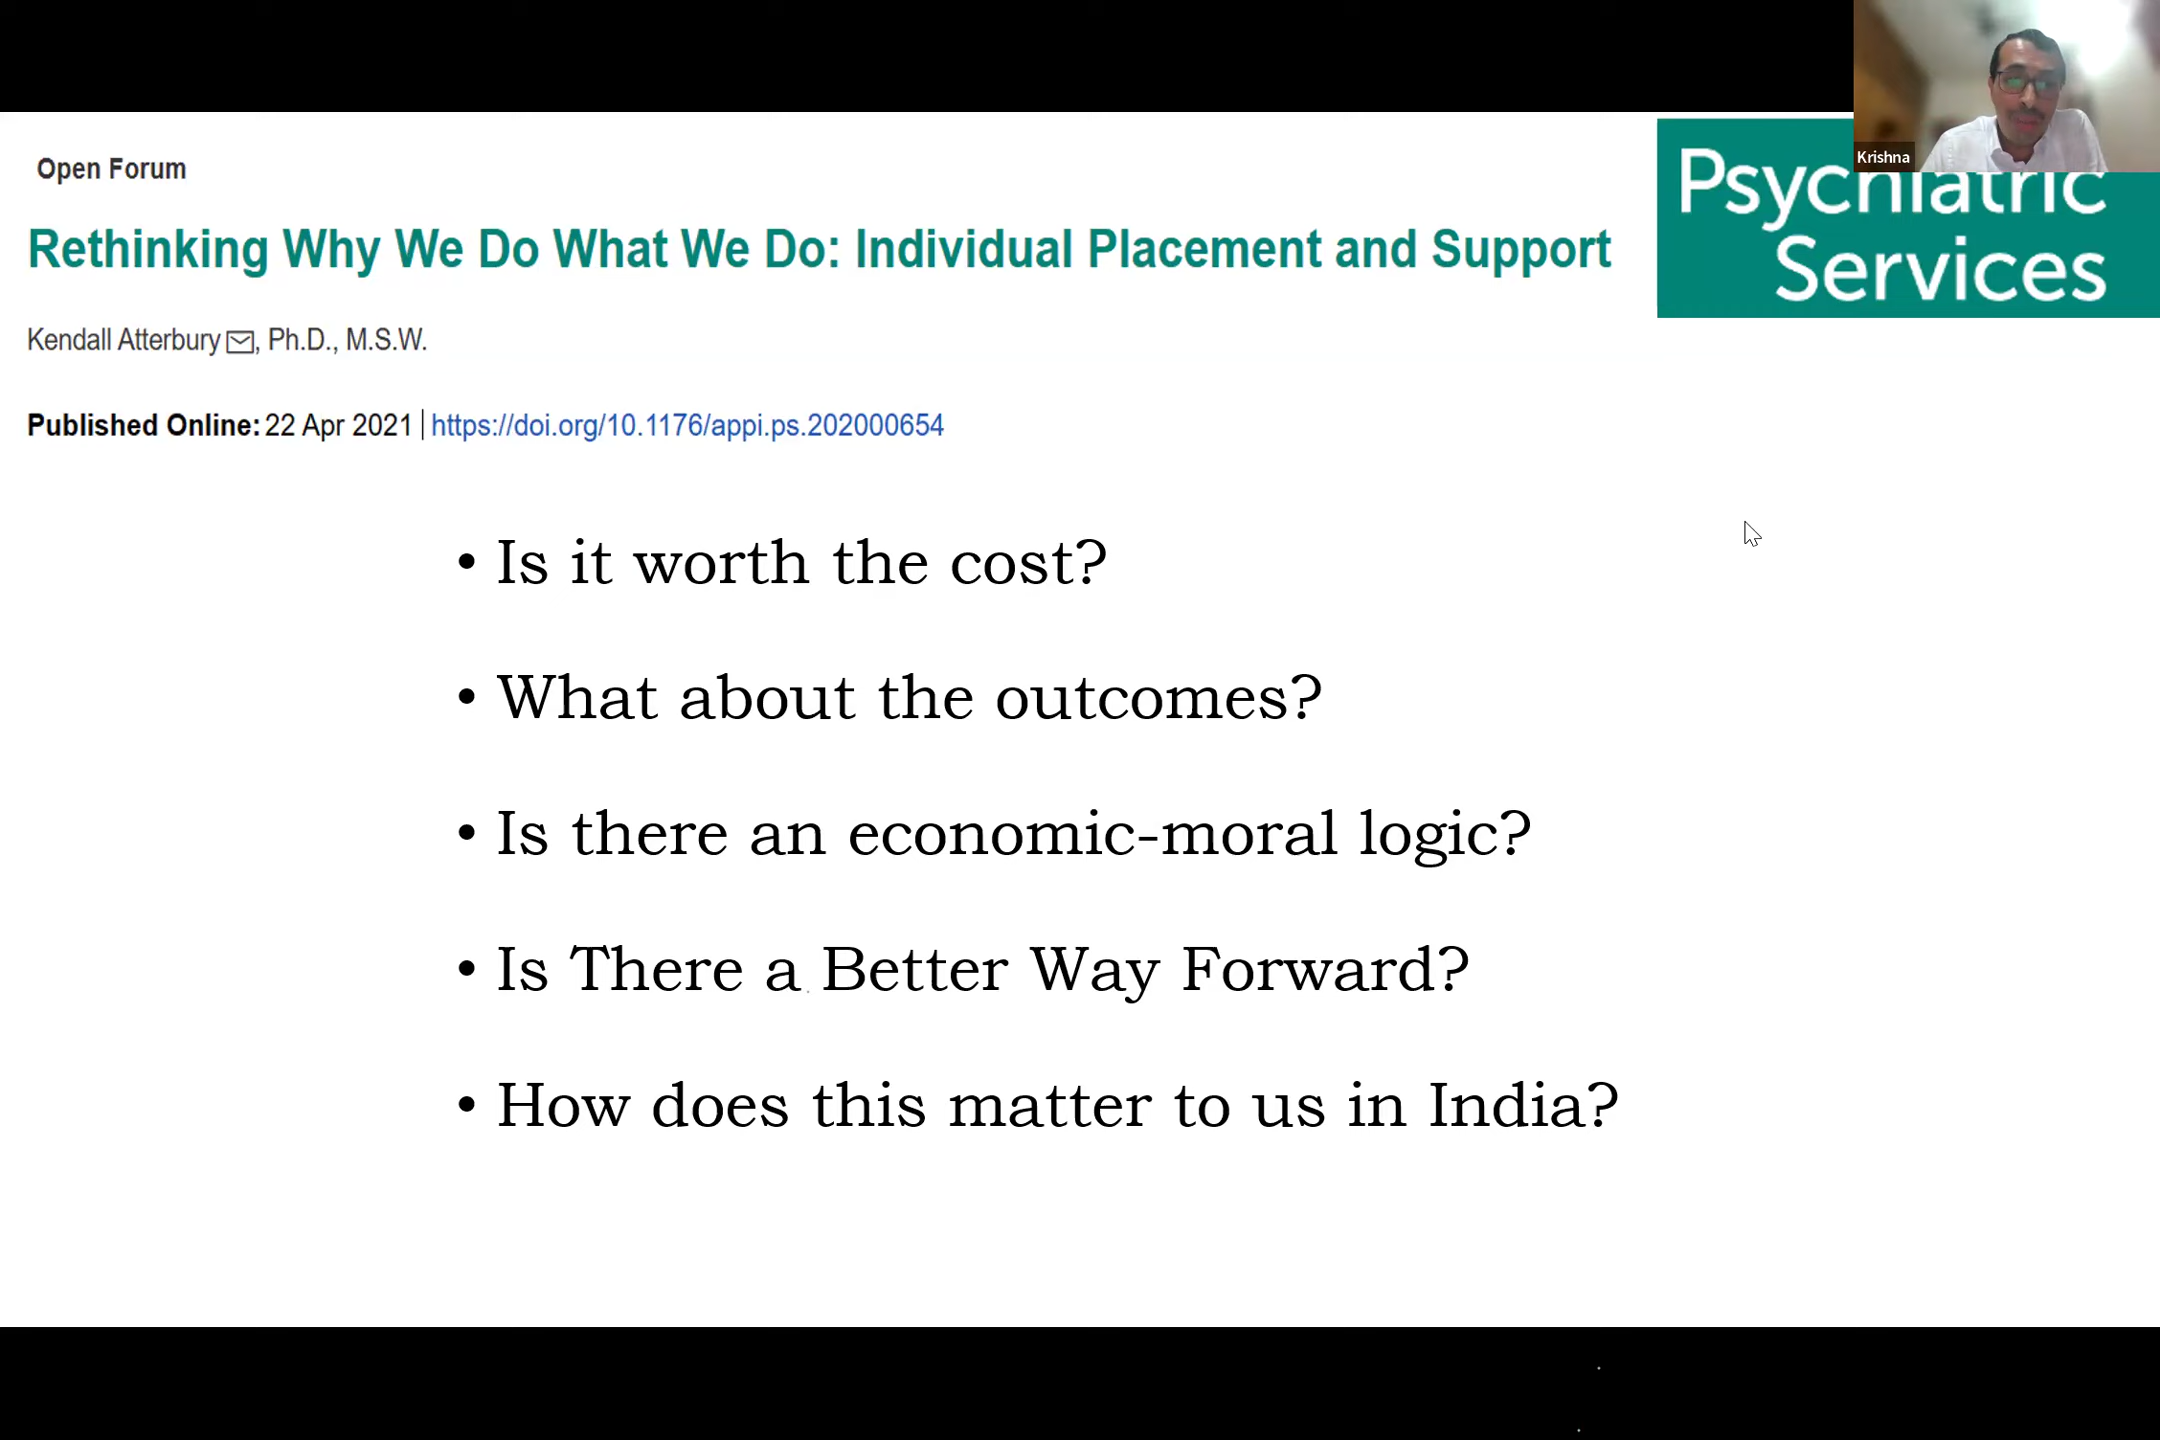 Krishna
Open Forum
Rethinking Why We Do What We Do: Individual Placement and Support
Psychiatric
Services
Kendall Atterbury, Ph.D., M.S.W.
Published Online: 22 Apr 2021 | https://doi.org/10.1176/appi.ps.202000654
• Is it worth the cost?
• What about the outcomes?
• Is there an economic-moral logic?
• Is There a Better Way Forward?
• How does this matter to us in India?